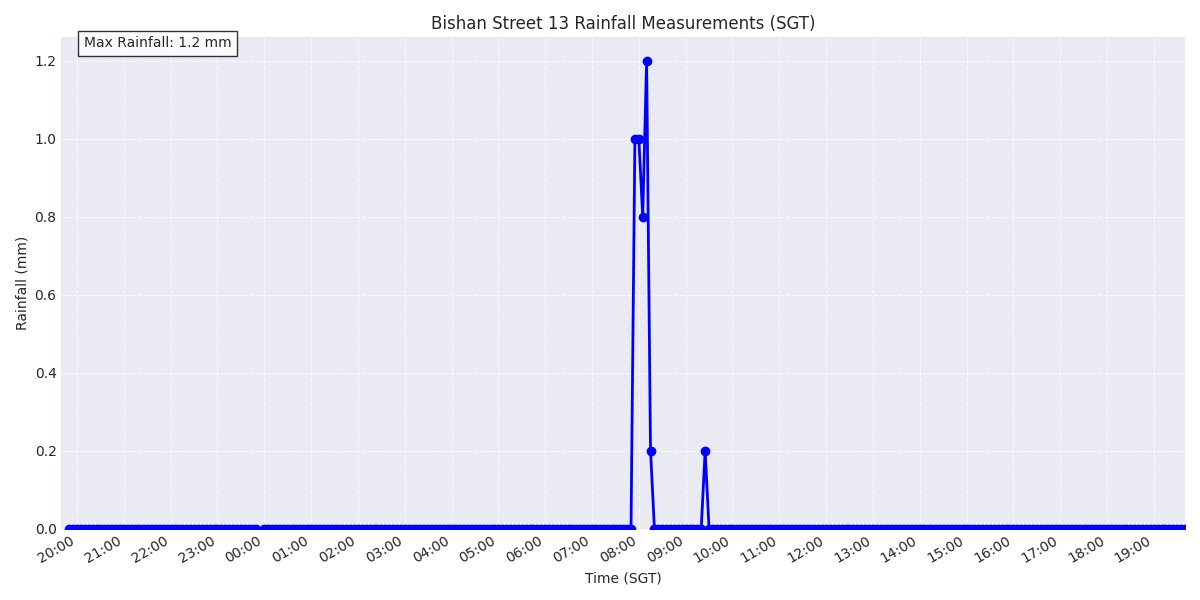 Bishan Street 13 Rainfall Measurements (SGT)
Max Rainfall: 1.2 mm
1.2
1.0
0.8
0.6
0.4
0.2
0.0
Rainfall (mm)
20:00 21:00 22:00 23:00 00:00 01:00 02:00 03:00 04:00 05:00 06:00 07:00 08:00 09:00 10:00 11:00 12:00 13:00 14:00 15:00 16:00 17:00 18:00 19:00
Time (SGT)